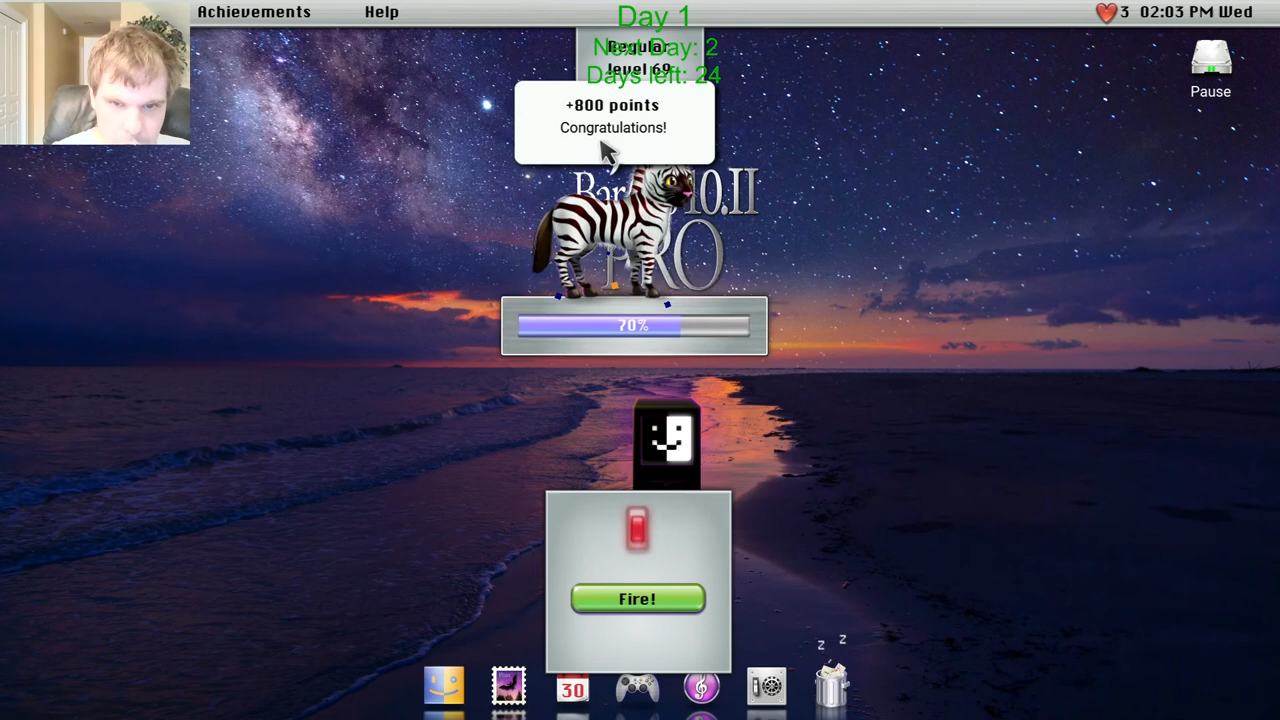 Achievements
Help
Day 1
3 02:03 PM Wed
Regular
Next Day: 2
level 69
Days left: 24
Pause
+800 points
Congratulations!
10.II
PRO
70%
Fire!
z z
30